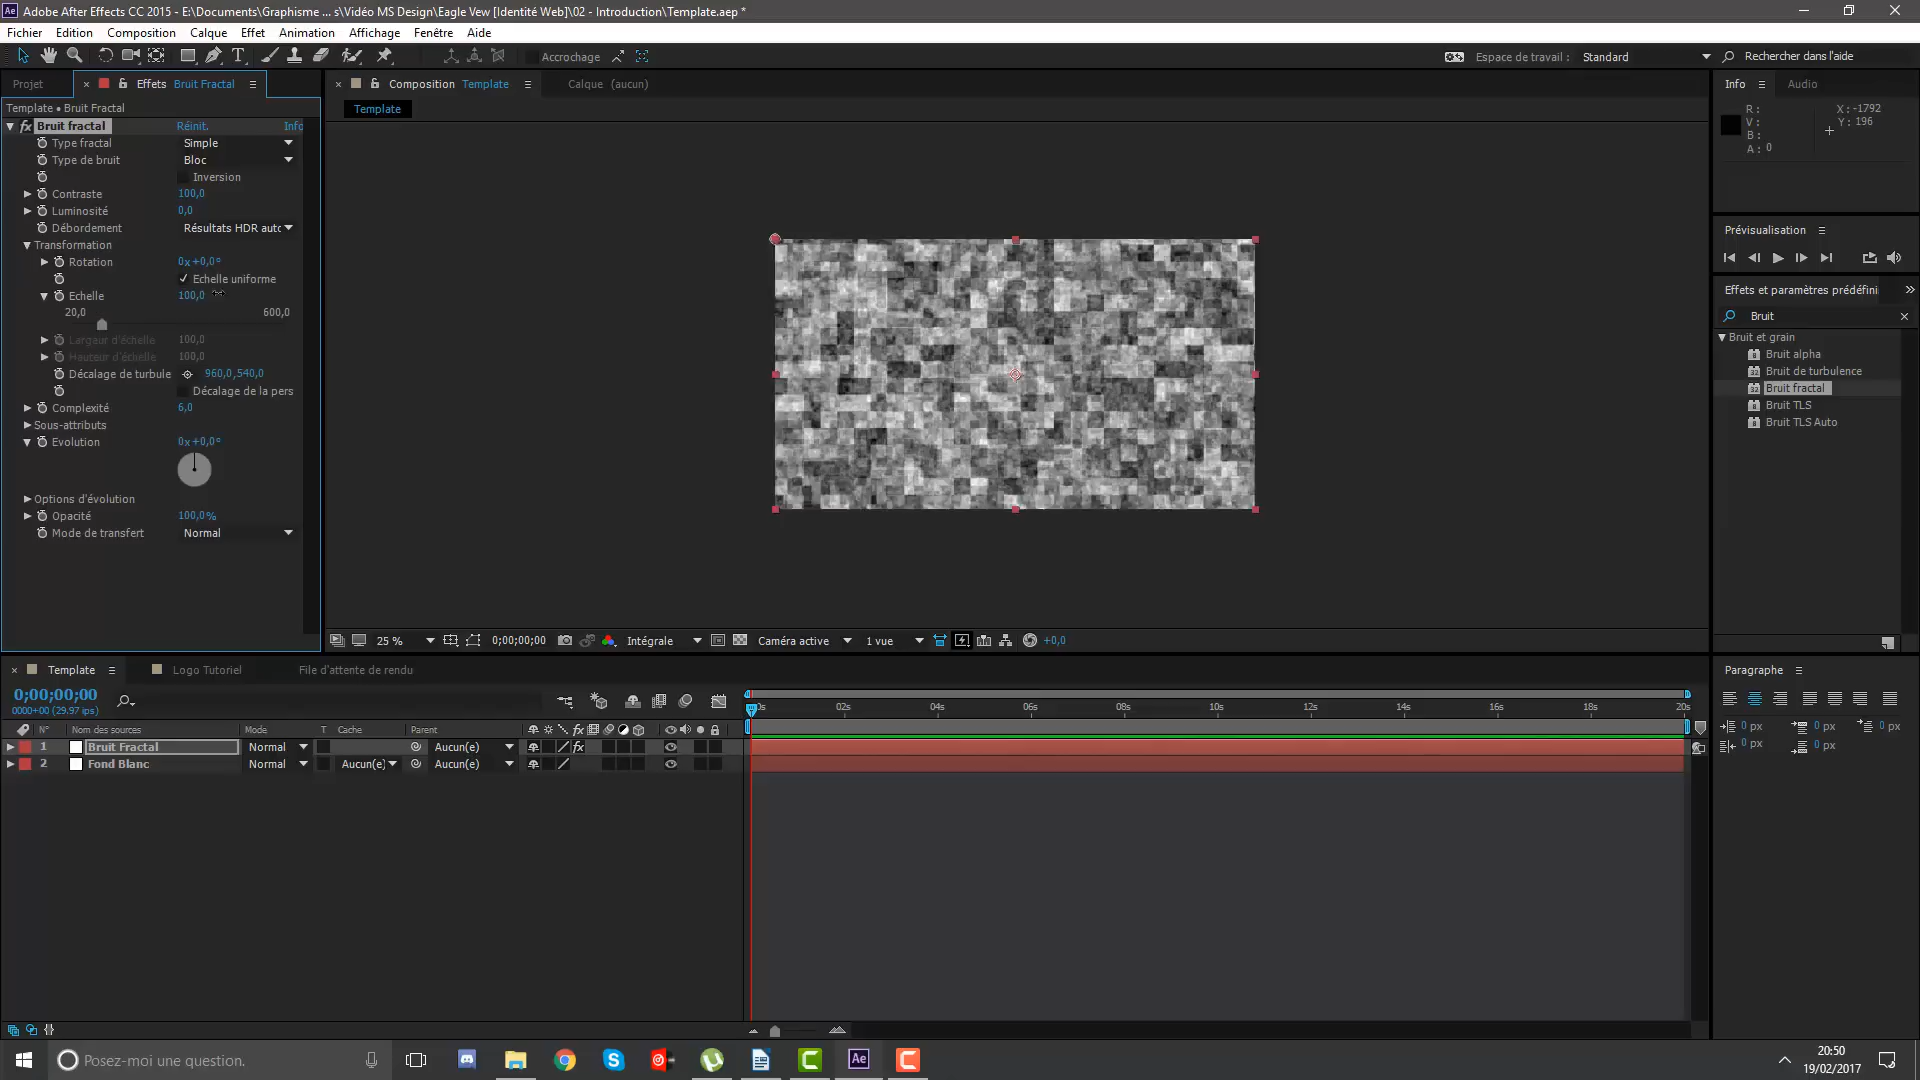 Adobe After Effects CC 2015 - E:\Documents\Graphisme ... s\Vidéo MS Design\Eagle Vew [Identité Web]\02 - Introduction\Template.aep *
Fichier Edition Composition Calque Effet Animation Affichage Fenêtre Aide
Accrochage
Espace de travail : Standard
Rechercher dans l'aide
Projet
Effets Bruit Fractal
Template • Bruit Fractal
Bruit fractal Réinit. Info
Type fractal Simple
Type de bruit Bloc
Inversion
Contraste 100,0
Luminosité 0,0
Débordement Résultats HDR autc
Transformation
Rotation 0x+0,0°
Echelle uniforme
Echelle 100,0
20,0 600,0
Largeur d'échelle 100,0
Hauteur d'échelle 100,0
Décalage de turbule 960,0,540,0
Décalage de la pers
Complexité 6,0
Sous-attributs
Evolution 0x+0,0°
Options d'évolution
Opacité 100,0%
Mode de transfert Normal
Composition Template
Calque (aucun)
Template
25 % 0;00;00;00 Intégrale Caméra active 1 vue +0,0
Info Audio
R : X : -1792
V : Y : 196
B :
A : 0
Prévisualisation
Effets et paramètres prédéfini
Bruit
Bruit et grain
Bruit alpha
Bruit de turbulence
Bruit fractal
Bruit TLS
Bruit TLS Auto
Template Logo Tutoriel File d'attente de rendu
0;00;00;00
0000+00 (29.97 ips)
N° Nom des sources Mode T Cache Parent
1 Bruit Fractal Normal Aucun(e)
2 Fond Blanc Normal Aucun(e) Aucun(e)
0s 02s 04s 06s 08s 10s 12s 14s 16s 18s 20s
Paragraphe
0 px 0 px 0 px
0 px 0 px
Posez-moi une question.
20:50
19/02/2017